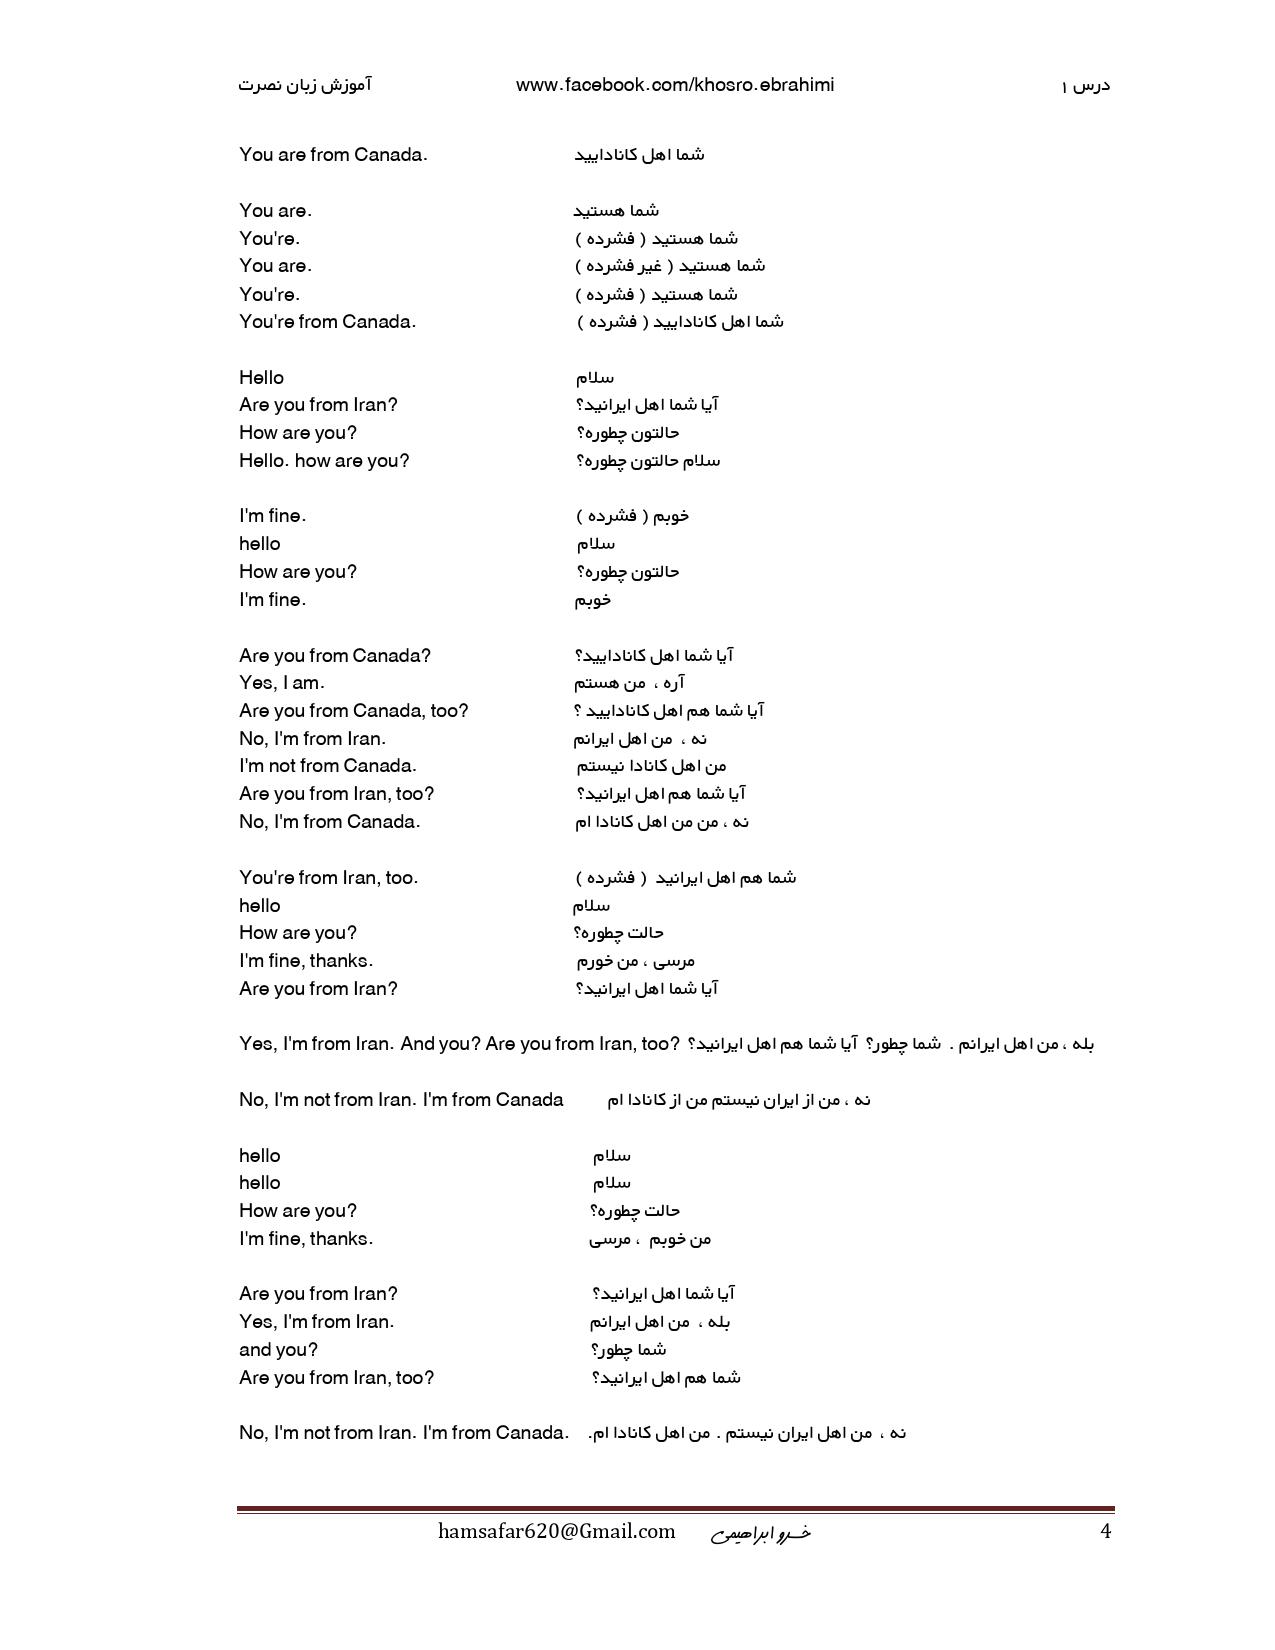 آموزش زبان نصرت www.facebook.com/khosro.ebrahimi درس ۱
You are from Canada. شما اهل کانادایید
You are. شما هستید
You're. شما هستید ( فشرده )
You are. شما هستید ( غیر فشرده )
You're. شما هستید ( فشرده )
You're from Canada. شما اهل کانادایید ( فشرده )
Hello سلام
Are you from Iran? آیا شما اهل ایرانید؟
How are you? حالتون چطوره؟
Hello. how are you? سلام حالتون چطوره؟
I'm fine. خوبم ( فشرده )
hello سلام
How are you? حالتون چطوره؟
I'm fine. خوبم
Are you from Canada? آیا شما اهل کانادایید؟
Yes, I am. آره ، من هستم
Are you from Canada, too? آیا شما هم اهل کانادایید ؟
No, I'm from Iran. نه ، من اهل ایرانم
I'm not from Canada. من اهل کانادا نیستم
Are you from Iran, too? آیا شما هم اهل ایرانید؟
No, I'm from Canada. نه ، من من اهل کانادا ام
You're from Iran, too. شما هم اهل ایرانید ( فشرده )
hello سلام
How are you? حالت چطوره؟
I'm fine, thanks. مرسی ، من خورم
Are you from Iran? آیا شما اهل ایرانید؟
Yes, I'm from Iran. And you? Are you from Iran, too? بله ، من اهل ایرانم . شما چطور؟ آیا شما هم اهل ایرانید؟
No, I'm not from Iran. I'm from Canada نه ، من از ایران نیستم من از کانادا ام
hello سلام
hello سلام
How are you? حالت چطوره؟
I'm fine, thanks. من خوبم ، مرسی
Are you from Iran? آیا شما اهل ایرانید؟
Yes, I'm from Iran. بله ، من اهل ایرانم
and you? شما چطور؟
Are you from Iran, too? شما هم اهل ایرانید؟
No, I'm not from Iran. I'm from Canada. نه ، من اهل ایران نیستم . من اهل کانادا ام.
hamsafar620@Gmail.com خسرو ابراهیمی 4